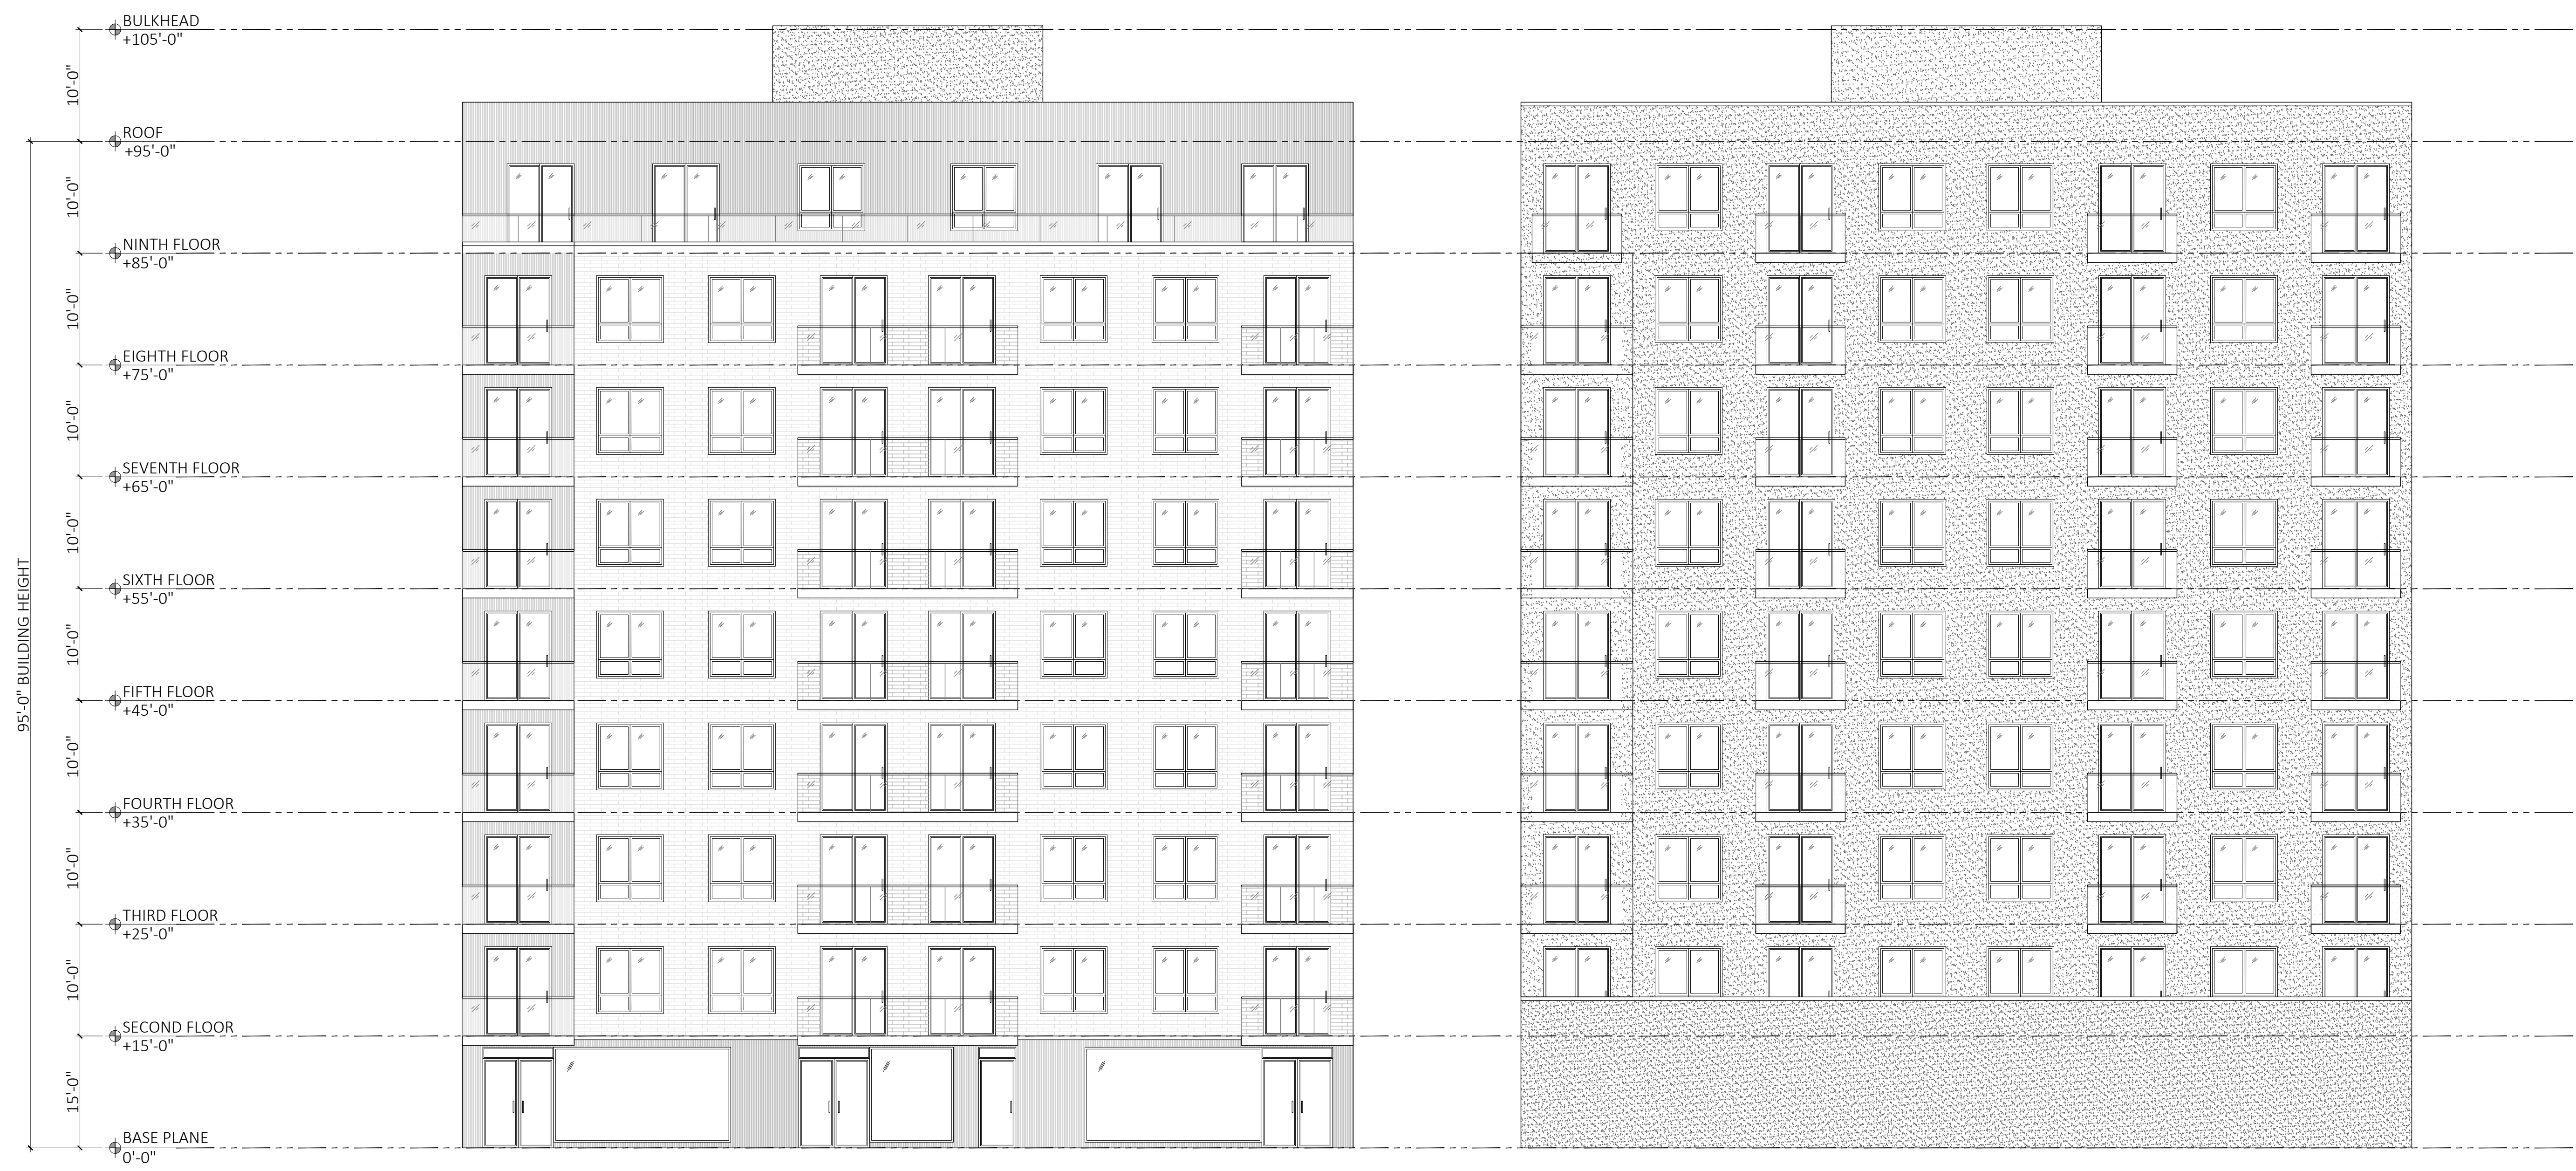 BULKHEAD
+105'-0"
10'-0"
ROOF
+95'-0"
10'-0"
NINTH FLOOR
+85'-0"
10'-0"
EIGHTH FLOOR
+75'-0"
10'-0"
SEVENTH FLOOR
+65'-0"
10'-0"
SIXTH FLOOR
+55'-0"
95'-0" BUILDING HEIGHT
10'-0"
FIFTH FLOOR
+45'-0"
10'-0"
FOURTH FLOOR
+35'-0"
10'-0"
THIRD FLOOR
+25'-0"
10'-0"
SECOND FLOOR
+15'-0"
15'-0"
BASE PLANE
0'-0"